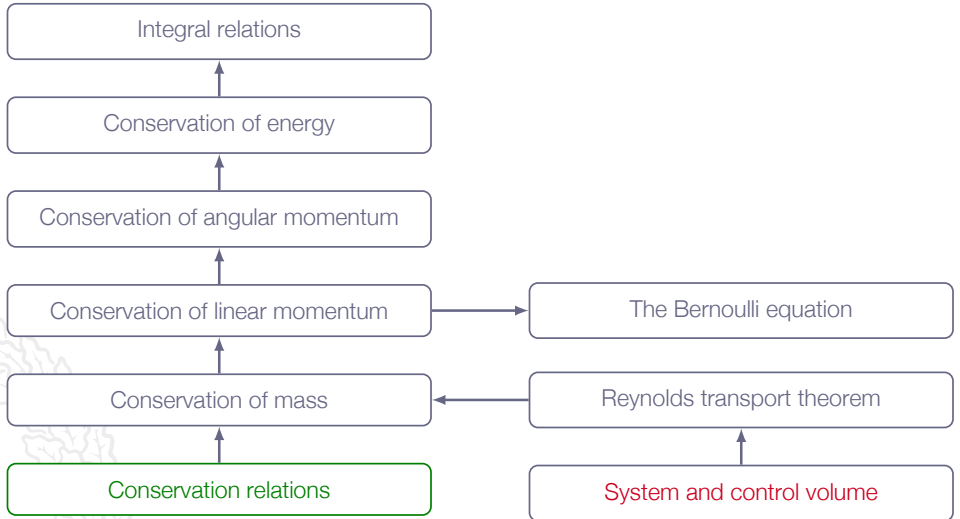 Integral relations
Conservation of energy
Conservation of angular momentum
Conservation of linear momentum
The Bernoulli equation
Conservation of mass
Reynolds transport theorem
Conservation relations
System and control volume